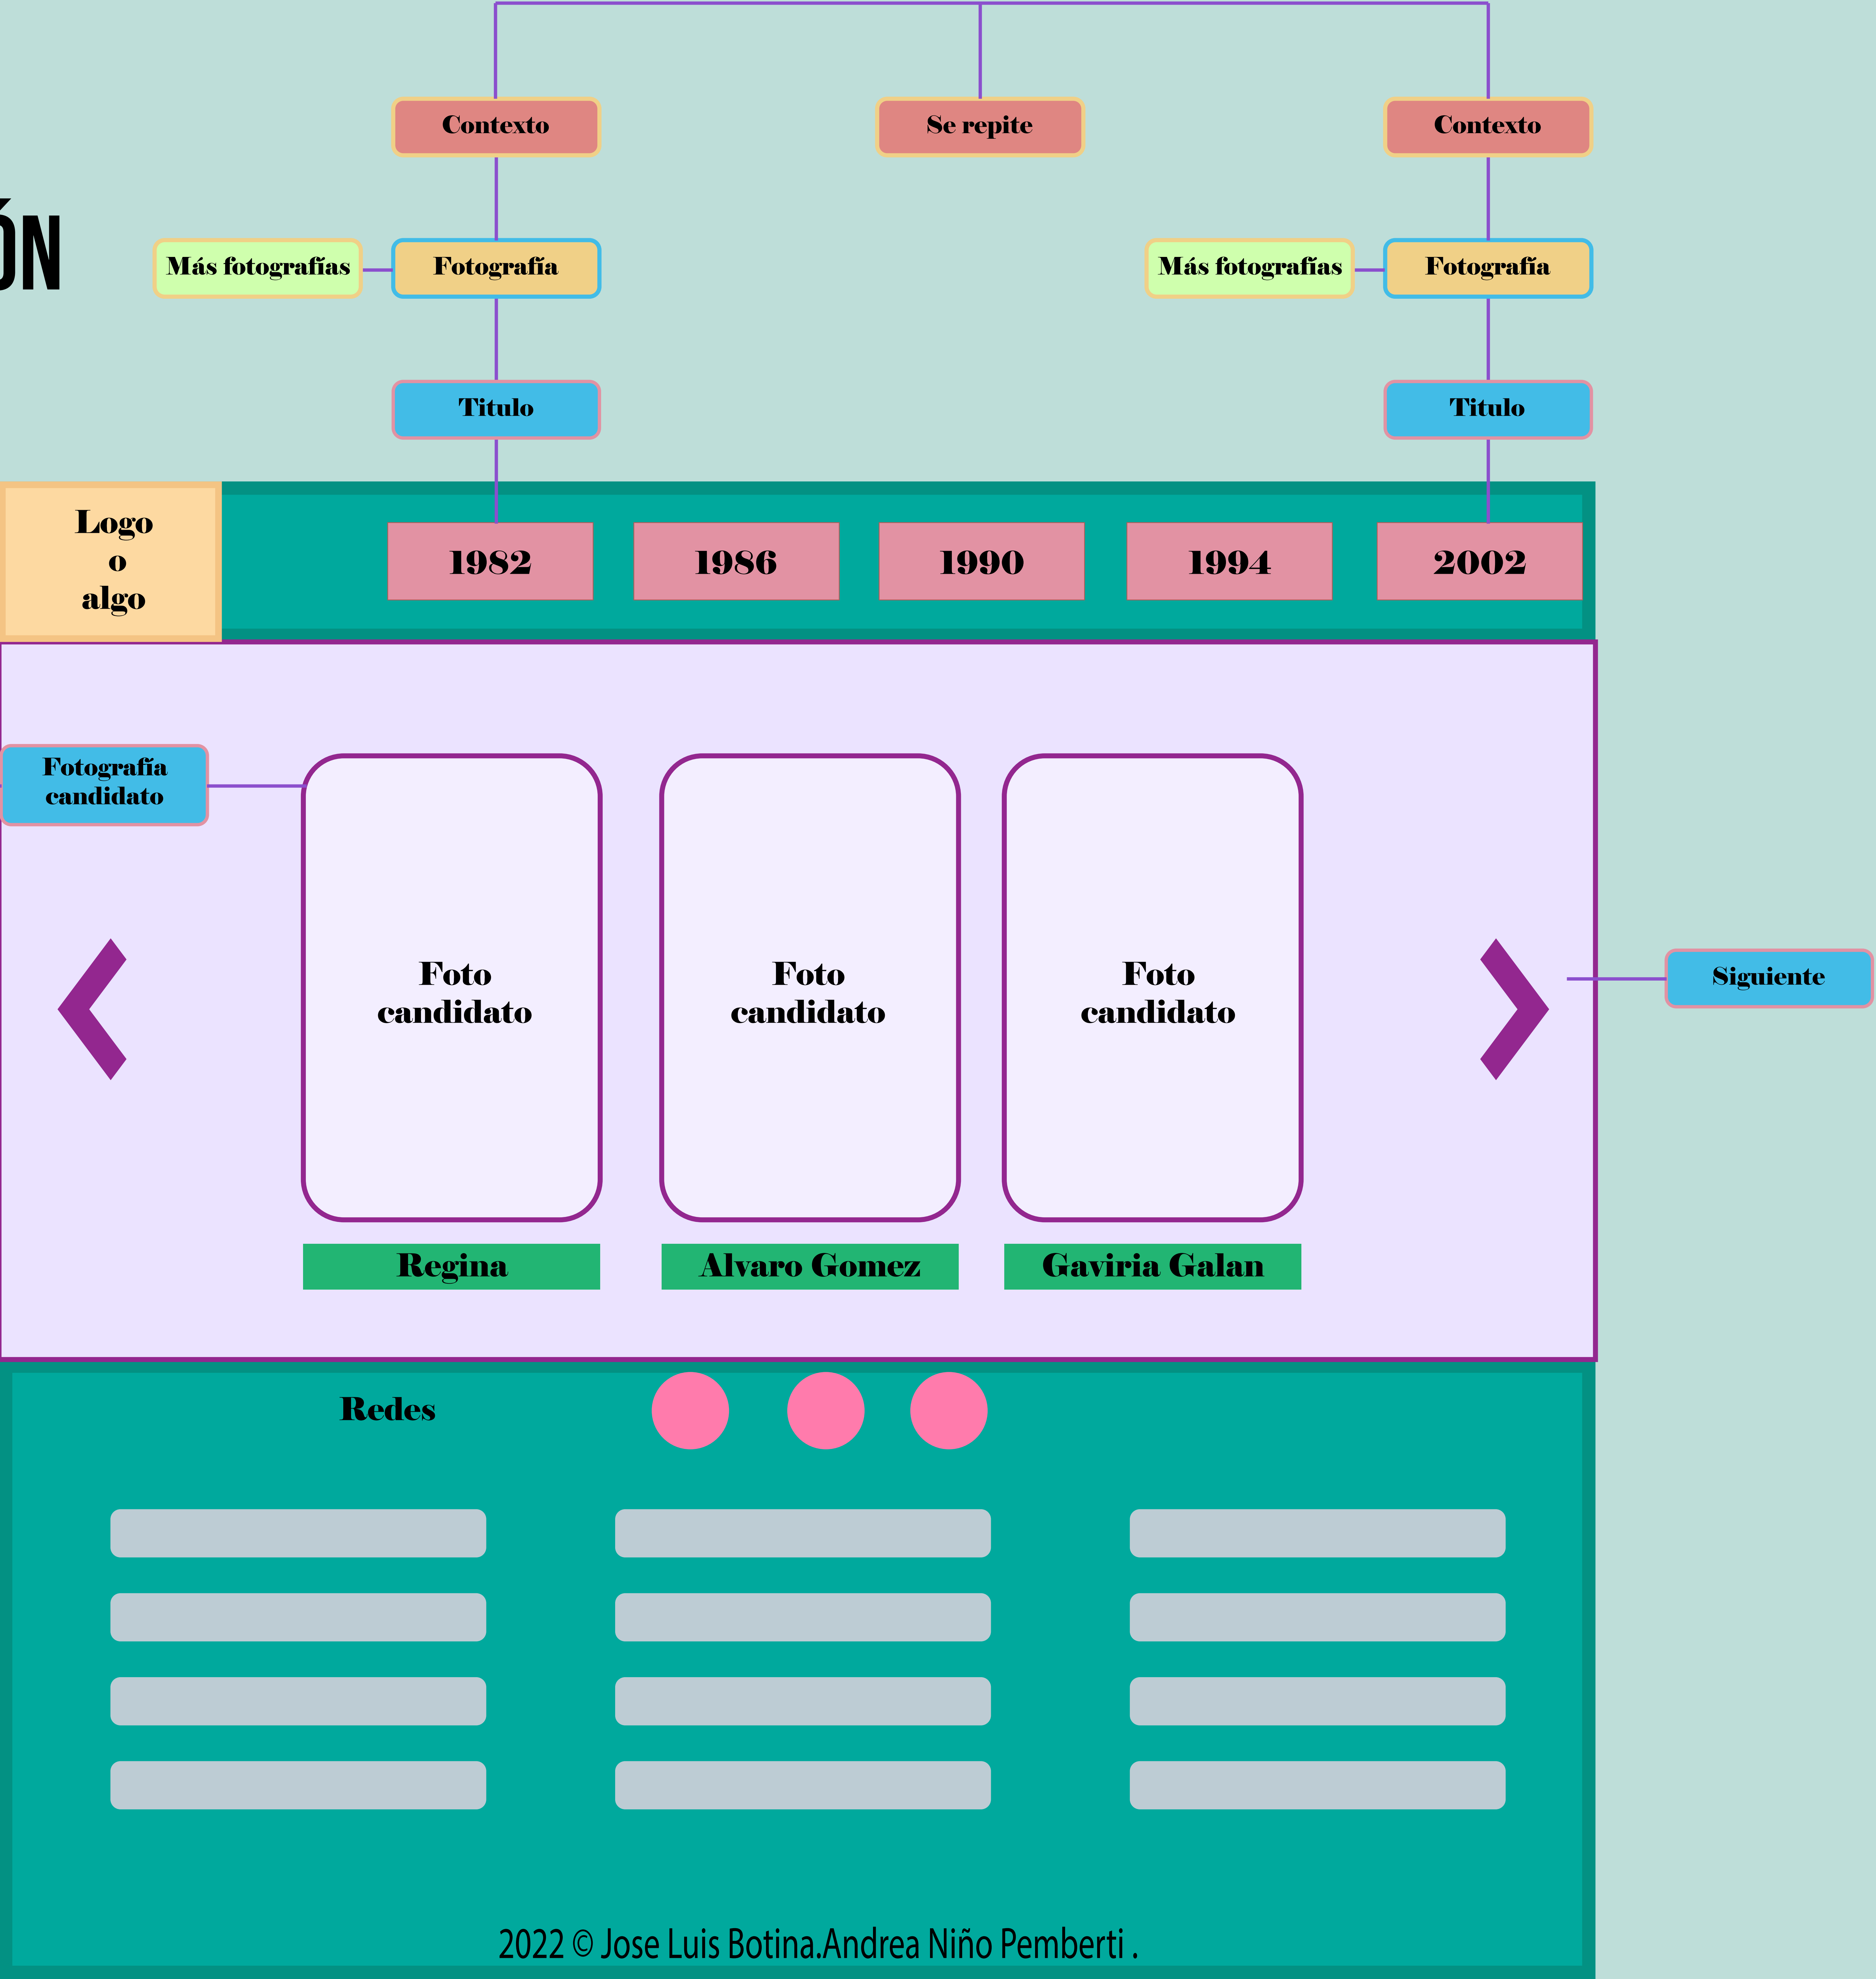 Contexto
Se repite
Contexto
ÓN
Más fotografías
Fotografía
Más fotografías
Fotografía
Titulo
Titulo
Logo
o
algo
1982
1986
1990
1994
2002
Fotografía
candidato
Foto
candidato
Foto
candidato
Foto
candidato
Siguiente
Regina
Alvaro Gomez
Gaviria Galan
Redes
2022 © Jose Luis Botina.Andrea Niño Pemberti .